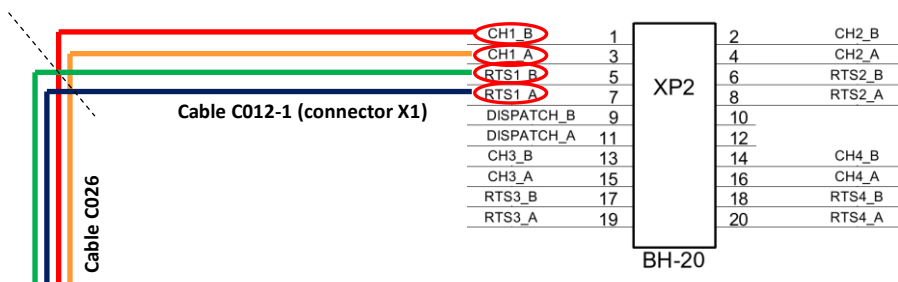 CH1_B 1 2 CH2_B
CH1_A 3 4 CH2_A
RTS1_B 5 6 RTS2_B
RTS1_A 7 8 RTS2_A
XP2
Cable C012-1 (connector X1)
DISPATCH_B 9 10
DISPATCH_A 11 12
CH3_B 13 14 CH4_B
CH3_A 15 16 CH4_A
RTS3_B 17 18 RTS4_B
RTS3_A 19 20 RTS4_A
BH-20
Cable C026